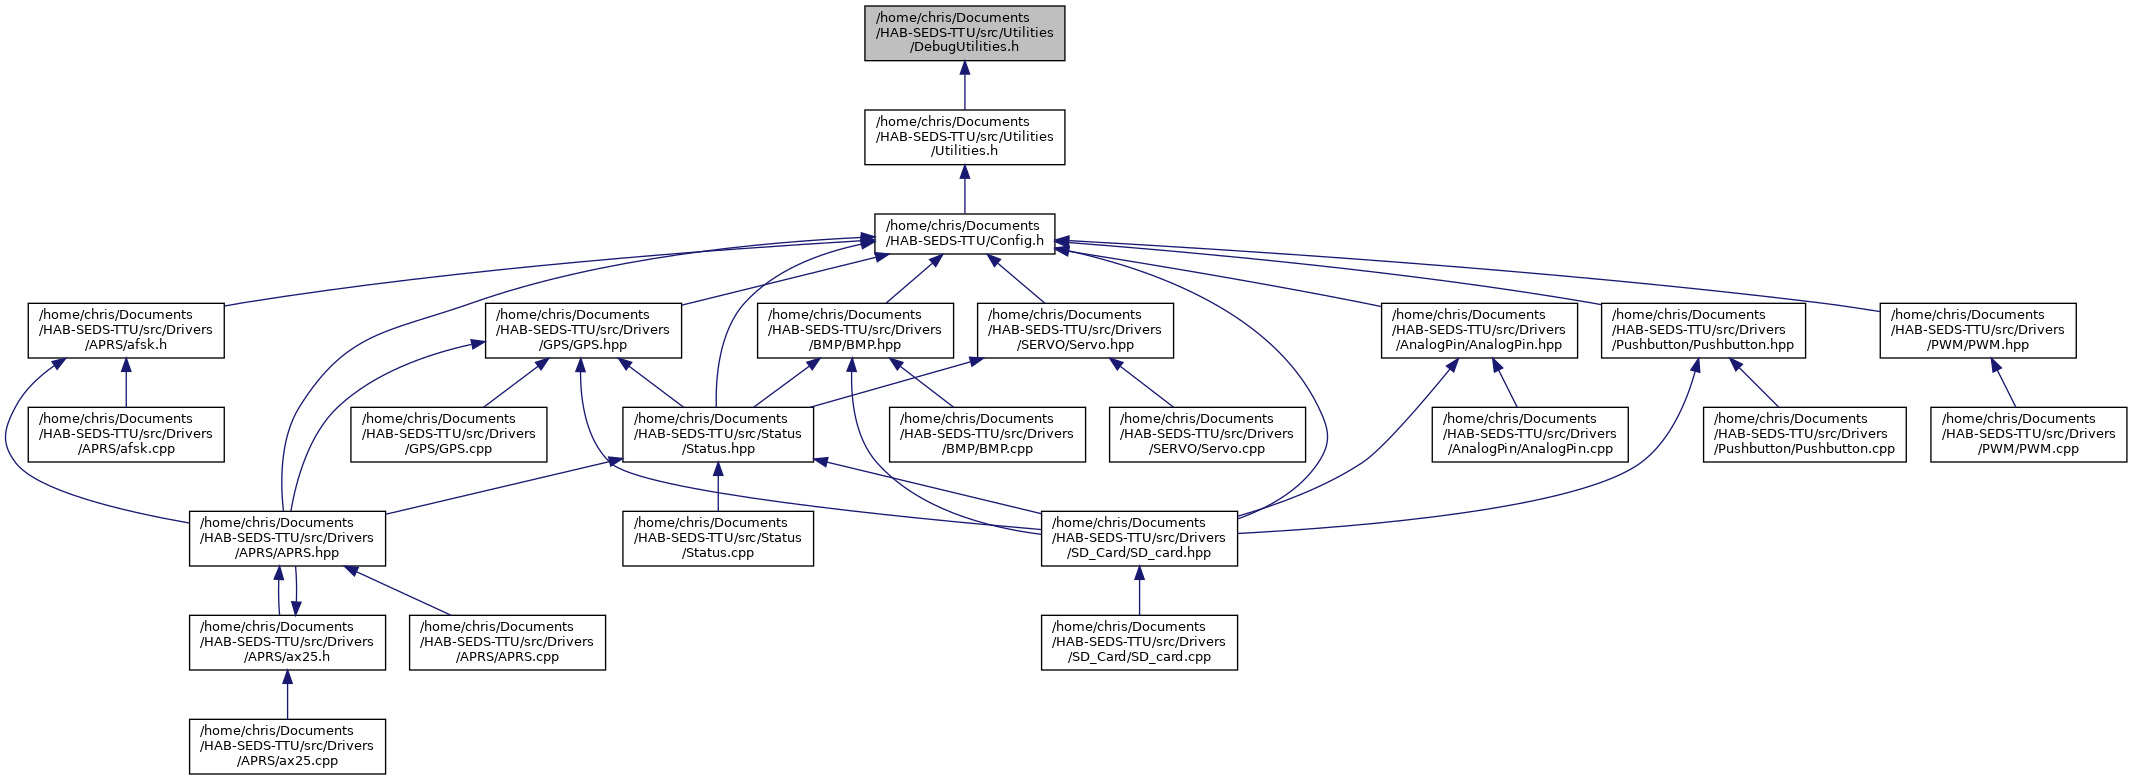 /home/chris/Documents
/HAB-SEDS-TTU/src/Utilities
/DebugUtilities.h
/home/chris/Documents
/HAB-SEDS-TTU/src/Utilities
/Utilities.h
/home/chris/Documents
/HAB-SEDS-TTU/Config.h
/home/chris/Documents
/HAB-SEDS-TTU/src/Drivers
/APRS/afsk.h
/home/chris/Documents
/HAB-SEDS-TTU/src/Drivers
/GPS/GPS.hpp
/home/chris/Documents
/HAB-SEDS-TTU/src/Drivers
/BMP/BMP.hpp
/home/chris/Documents
/HAB-SEDS-TTU/src/Drivers
/SERVO/Servo.hpp
/home/chris/Documents
/HAB-SEDS-TTU/src/Drivers
/AnalogPin/AnalogPin.hpp
/home/chris/Documents
/HAB-SEDS-TTU/src/Drivers
/Pushbutton/Pushbutton.hpp
/home/chris/Documents
/HAB-SEDS-TTU/src/Drivers
/PWM/PWM.hpp
/home/chris/Documents
/HAB-SEDS-TTU/src/Drivers
/APRS/afsk.cpp
/home/chris/Documents
/HAB-SEDS-TTU/src/Drivers
/GPS/GPS.cpp
/home/chris/Documents
/HAB-SEDS-TTU/src/Status
/Status.hpp
/home/chris/Documents
/HAB-SEDS-TTU/src/Drivers
/BMP/BMP.cpp
/home/chris/Documents
/HAB-SEDS-TTU/src/Drivers
/SERVO/Servo.cpp
/home/chris/Documents
/HAB-SEDS-TTU/src/Drivers
/AnalogPin/AnalogPin.cpp
/home/chris/Documents
/HAB-SEDS-TTU/src/Drivers
/Pushbutton/Pushbutton.cpp
/home/chris/Documents
/HAB-SEDS-TTU/src/Drivers
/PWM/PWM.cpp
/home/chris/Documents
/HAB-SEDS-TTU/src/Drivers
/APRS/APRS.hpp
/home/chris/Documents
/HAB-SEDS-TTU/src/Status
/Status.cpp
/home/chris/Documents
/HAB-SEDS-TTU/src/Drivers
/SD_Card/SD_card.hpp
/home/chris/Documents
/HAB-SEDS-TTU/src/Drivers
/APRS/ax25.h
/home/chris/Documents
/HAB-SEDS-TTU/src/Drivers
/APRS/APRS.cpp
/home/chris/Documents
/HAB-SEDS-TTU/src/Drivers
/SD_Card/SD_card.cpp
/home/chris/Documents
/HAB-SEDS-TTU/src/Drivers
/APRS/ax25.cpp